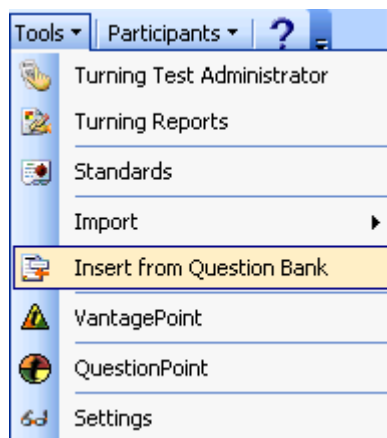 Tools Participants ?
Turning Test Administrator
Turning Reports
Standards
Import
Insert from Question Bank
VantagePoint
QuestionPoint
Settings